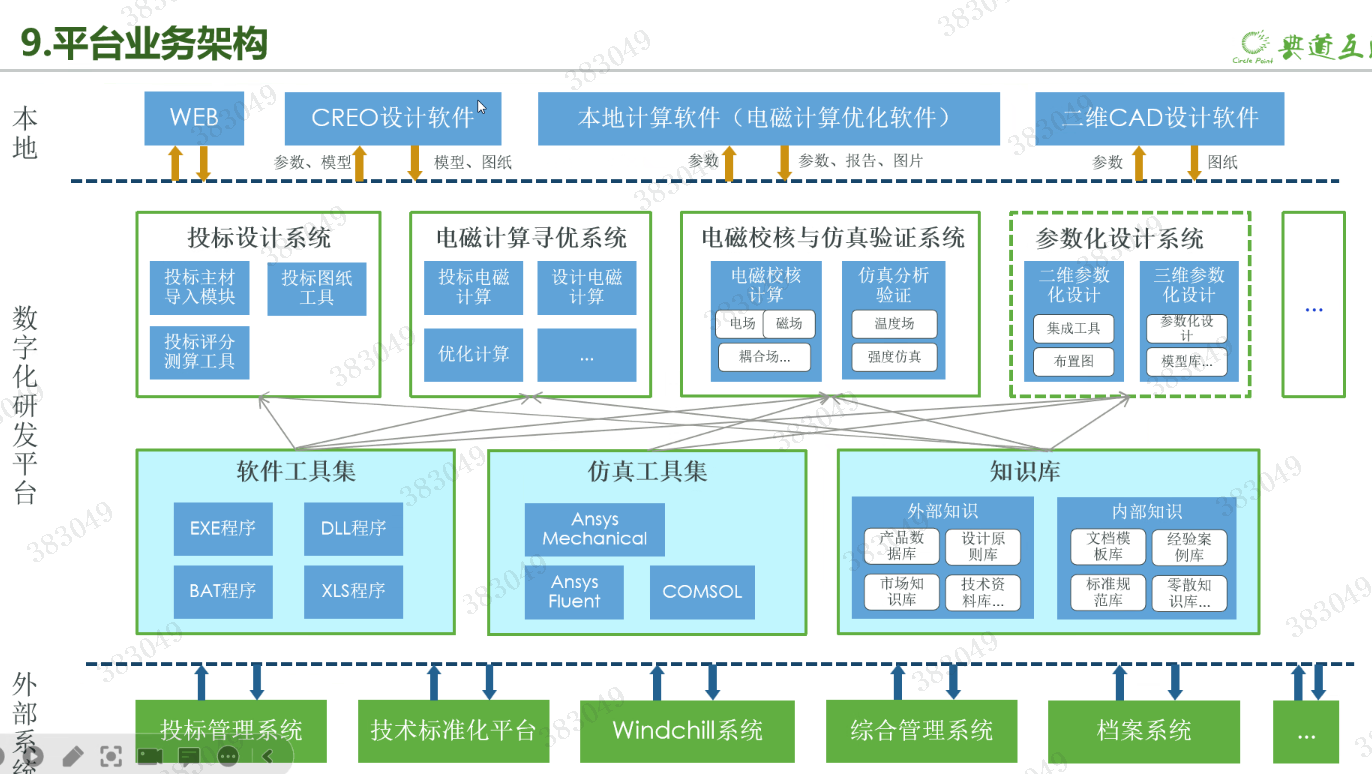 9.平台业务架构
Circle Point
典道互
本地
WEB
CREO设计软件
本地计算软件（电磁计算优化软件）
二维CAD设计软件
参数、模型
模型、图纸
参数
参数、报告、图片
参数
图纸
数字化研发平台
投标设计系统
投标主材
导入模块
投标图纸
工具
投标评分
测算工具
电磁计算寻优系统
投标电磁
计算
设计电磁
计算
优化计算
...
电磁校核与仿真验证系统
电磁校核
计算
电场
磁场
耦合场...
仿真分析
验证
温度场
强度仿真
参数化设计系统
二维参数
化设计
集成工具
布置图
三维参数
化设计
参数化设
计
模型库...
...
软件工具集
EXE程序
DLL程序
BAT程序
XLS程序
仿真工具集
Ansys
Mechanical
Ansys
Fluent
COMSOL
知识库
外部知识
产品数
据库
设计原
则库
市场知
识库
技术资
料库...
内部知识
文档模
板库
经验案
例库
标准规
范库
零散知
识库...
外部系统
投标管理系统
技术标准化平台
Windchill系统
综合管理系统
档案系统
...
383049